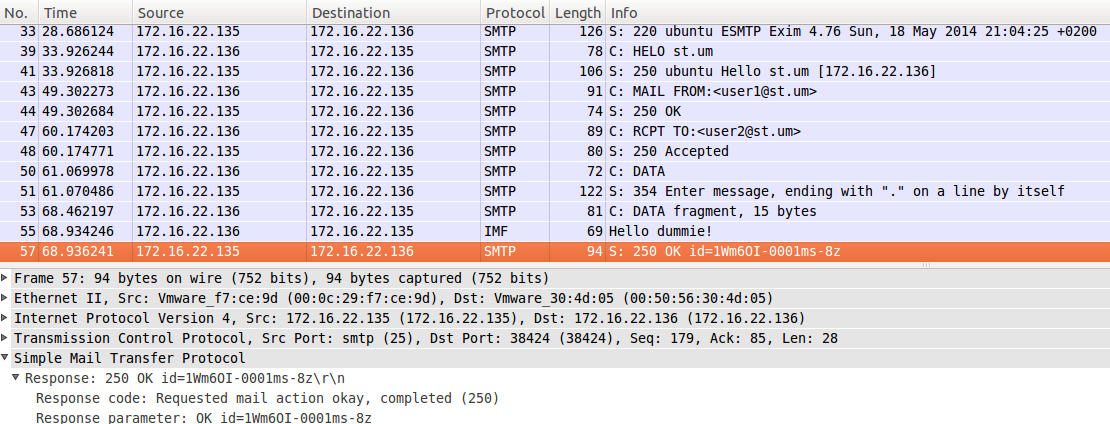 No. Time Source Destination Protocol Length Info
33 28.686124 172.16.22.135 172.16.22.136 SMTP 126 S: 220 ubuntu ESMTP Exim 4.76 Sun, 18 May 2014 21:04:25 +0200
39 33.926244 172.16.22.136 172.16.22.135 SMTP 78 C: HELO st.um
41 33.926818 172.16.22.135 172.16.22.136 SMTP 106 S: 250 ubuntu Hello st.um [172.16.22.136]
43 49.302273 172.16.22.136 172.16.22.135 SMTP 91 C: MAIL FROM:<user1@st.um>
44 49.302684 172.16.22.135 172.16.22.136 SMTP 74 S: 250 OK
47 60.174203 172.16.22.136 172.16.22.135 SMTP 89 C: RCPT TO:<user2@st.um>
48 60.174771 172.16.22.135 172.16.22.136 SMTP 80 S: 250 Accepted
50 61.069978 172.16.22.136 172.16.22.135 SMTP 72 C: DATA
51 61.070486 172.16.22.135 172.16.22.136 SMTP 122 S: 354 Enter message, ending with "." on a line by itself
53 68.462197 172.16.22.136 172.16.22.135 SMTP 81 C: DATA fragment, 15 bytes
55 68.934246 172.16.22.136 172.16.22.135 IMF 69 Hello dummie!
57 68.936241 172.16.22.135 172.16.22.136 SMTP 94 S: 250 OK id=1Wm6OI-0001ms-8z
Frame 57: 94 bytes on wire (752 bits), 94 bytes captured (752 bits)
Ethernet II, Src: Vmware_f7:ce:9d (00:0c:29:f7:ce:9d), Dst: Vmware_30:4d:05 (00:50:56:30:4d:05)
Internet Protocol Version 4, Src: 172.16.22.135 (172.16.22.135), Dst: 172.16.22.136 (172.16.22.136)
Transmission Control Protocol, Src Port: smtp (25), Dst Port: 38424 (38424), Seq: 179, Ack: 85, Len: 28
Simple Mail Transfer Protocol
Response: 250 OK id=1Wm6OI-0001ms-8z\r\n
Response code: Requested mail action okay, completed (250)
Response parameter: OK id=1Wm6OI-0001ms-8z